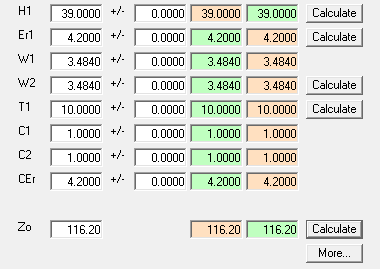 H1 39.0000 +/- 0.0000 39.0000 39.0000 Calculate
Er1 4.2000 +/- 0.0000 4.2000 4.2000 Calculate
W1 3.4840 +/- 0.0000 3.4840 3.4840
W2 3.4840 +/- 0.0000 3.4840 3.4840 Calculate
T1 10.0000 +/- 0.0000 10.0000 10.0000 Calculate
C1 1.0000 +/- 0.0000 1.0000 1.0000
C2 1.0000 +/- 0.0000 1.0000 1.0000
CEr 4.2000 +/- 0.0000 4.2000 4.2000
Zo 116.20 116.20 116.20 Calculate
More...